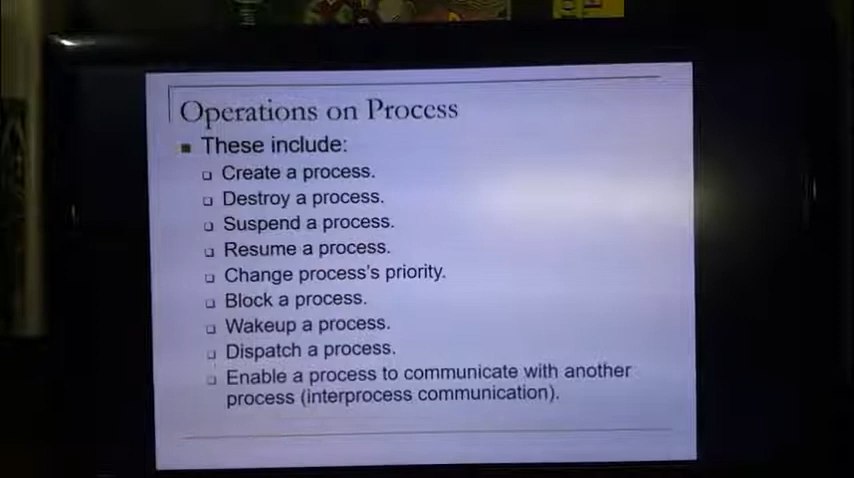 Operations on Process
These include:
Create a process.
Destroy a process.
Suspend a process.
Resume a process.
Change process's priority.
Block a process.
Wakeup a process.
Dispatch a process.
Enable a process to communicate with another
process (interprocess communication).